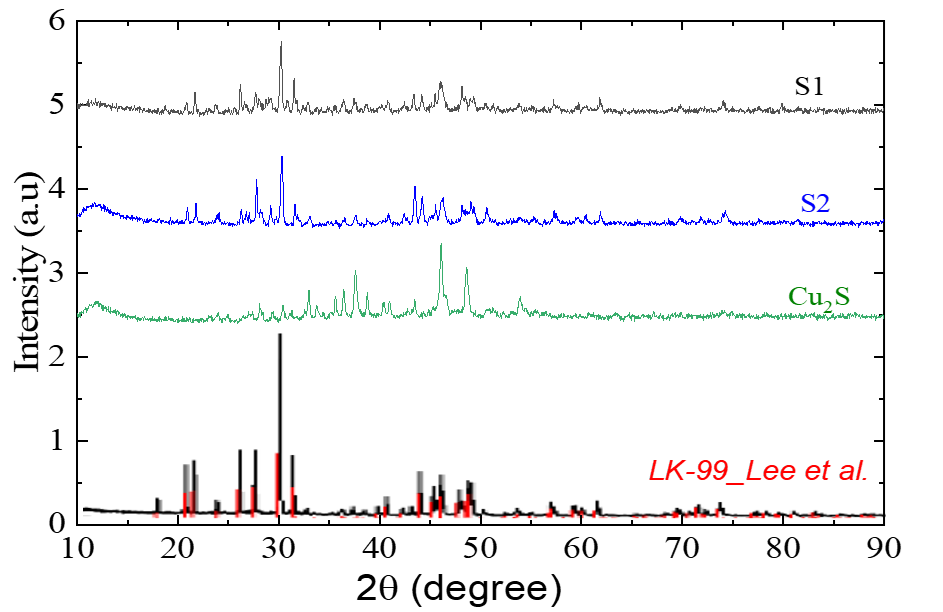 6
5
4
3
2
1
0
Intensity (a.u)
S1
S2
Cu₂S
LK-99_Lee et al.
10 20 30 40 50 60 70 80 90
2θ (degree)